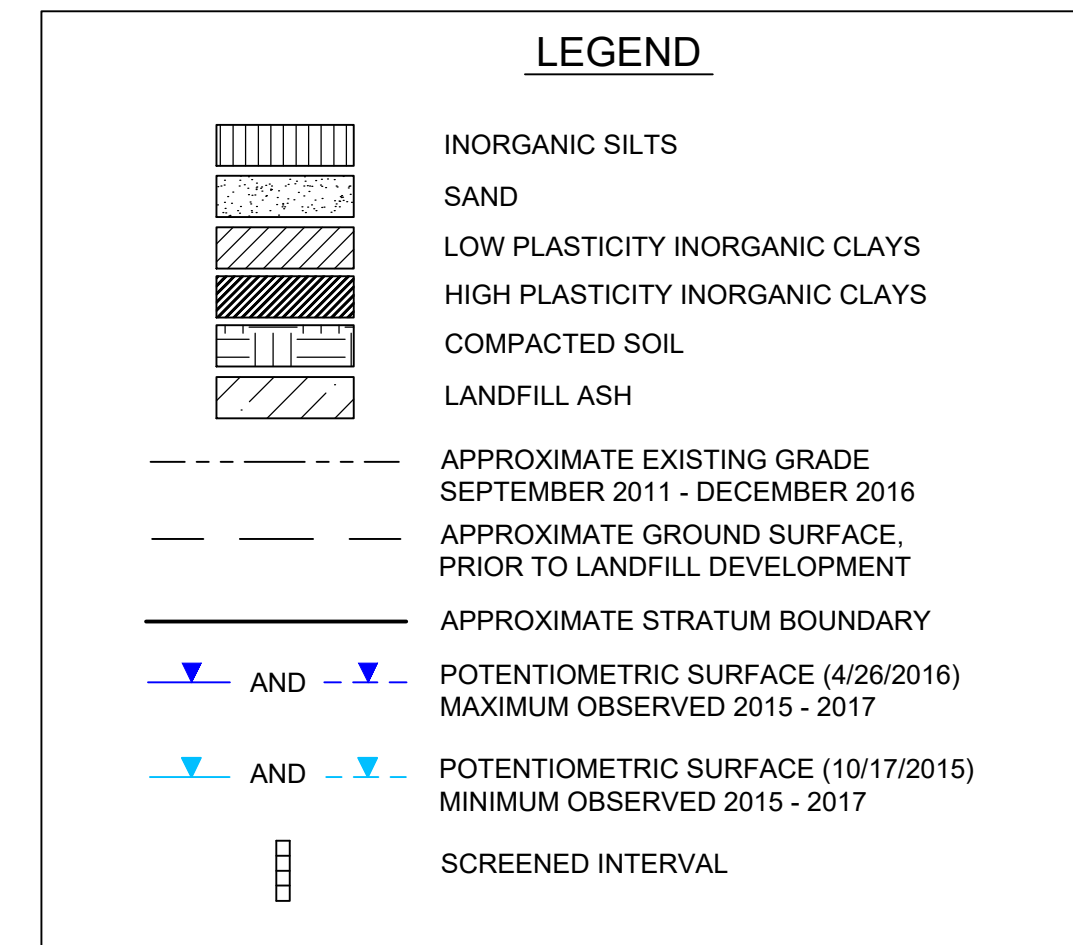 LEGEND
INORGANIC SILTS
SAND
LOW PLASTICITY INORGANIC CLAYS
HIGH PLASTICITY INORGANIC CLAYS
COMPACTED SOIL
LANDFILL ASH
APPROXIMATE EXISTING GRADE
SEPTEMBER 2011 - DECEMBER 2016
APPROXIMATE GROUND SURFACE,
PRIOR TO LANDFILL DEVELOPMENT
APPROXIMATE STRATUM BOUNDARY
AND POTENTIOMETRIC SURFACE (4/26/2016)
MAXIMUM OBSERVED 2015 - 2017
AND POTENTIOMETRIC SURFACE (10/17/2015)
MINIMUM OBSERVED 2015 - 2017
SCREENED INTERVAL